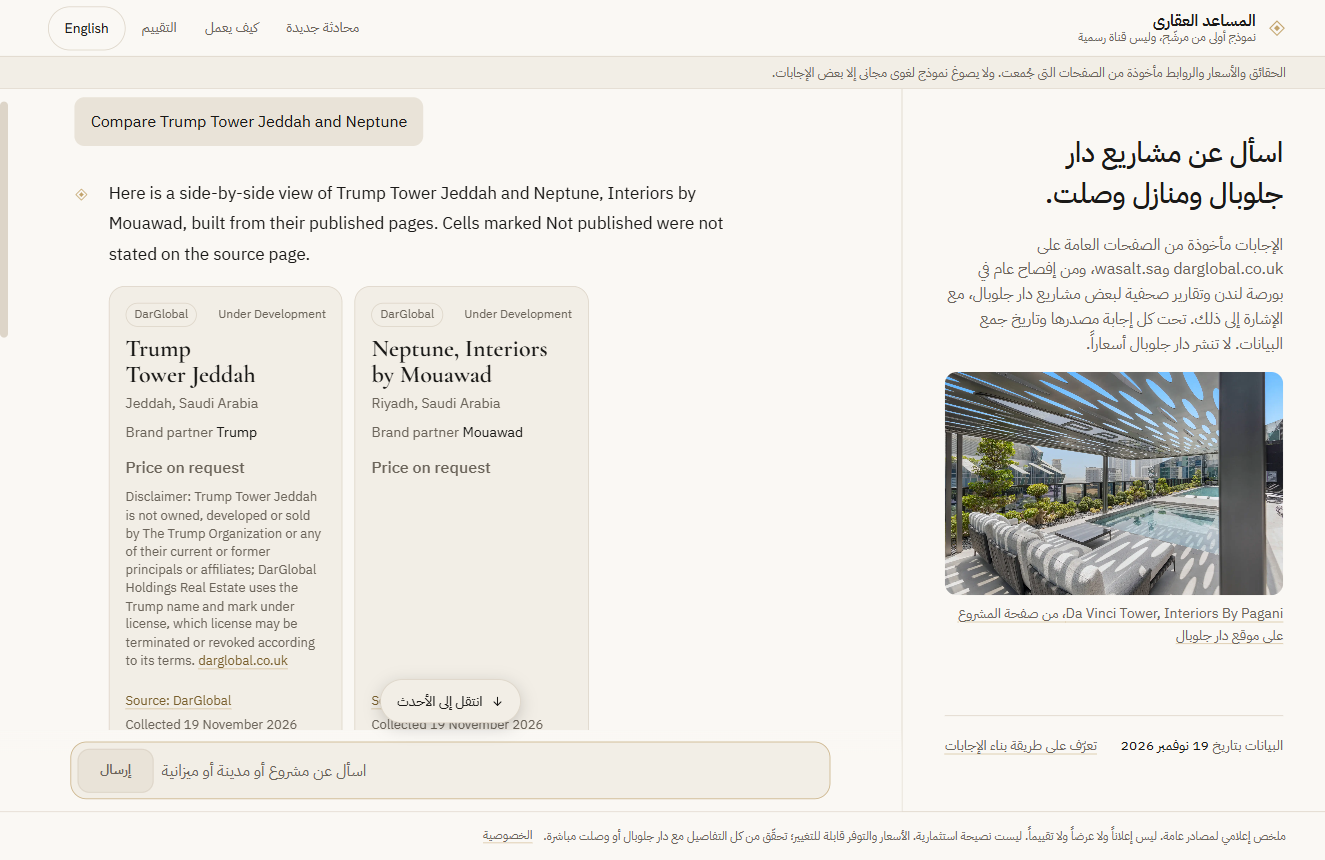 المساعد العقاري
نموذج أولي من مرشّح، وليس قناة رسمية
محادثة جديدة
كيف يعمل
التقييم
English
الحقائق والأسعار والروابط مأخوذة من الصفحات التي جُمعت. ولا يصوغ نموذج لغوي مجاني إلا بعض الإجابات.
اسأل عن مشاريع دار
جلوبال ومنازل وصلت.
الإجابات مأخوذة من الصفحات العامة على
darglobal.co.uk وwasalt.sa، ومن إفصاح عام في
بورصة لندن وتقارير صحفية لبعض مشاريع دار جلوبال، مع
الإشارة إلى ذلك. تحت كل إجابة مصدرها وتاريخ جمع
البيانات. لا تنشر دار جلوبال أسعاراً.
Da Vinci Tower, Interiors By Pagani، من صفحة المشروع
على موقع دار جلوبال
البيانات بتاريخ 19 نوفمبر 2026
تعرّف على طريقة بناء الإجابات
Compare Trump Tower Jeddah and Neptune
Here is a side-by-side view of Trump Tower Jeddah and Neptune, Interiors by
Mouawad, built from their published pages. Cells marked Not published were not
stated on the source page.
DarGlobal
Under Development
Trump
Tower Jeddah
Jeddah, Saudi Arabia
Brand partner Trump
Price on request
Disclaimer: Trump Tower Jeddah
is not owned, developed or sold
by The Trump Organization or any
of their current or former
principals or affiliates; DarGlobal
Holdings Real Estate uses the
Trump name and mark under
license, which license may be
terminated or revoked according
to its terms. darglobal.co.uk
Source: DarGlobal
Collected 19 November 2026
DarGlobal
Under Development
Neptune, Interiors
by Mouawad
Riyadh, Saudi Arabia
Brand partner Mouawad
Price on request
Collected 19 November 2026
انتقل إلى الأحدث ↓
اسأل عن مشروع أو مدينة أو ميزانية
إرسال
ملخص إعلامي لمصادر عامة. ليس إعلاناً ولا عرضاً ولا تقييماً. ليست نصيحة استثمارية. الأسعار والتوفر قابلة للتغيير؛ تحقّق من كل التفاصيل مع دار جلوبال أو وصلت مباشرة.
الخصوصية